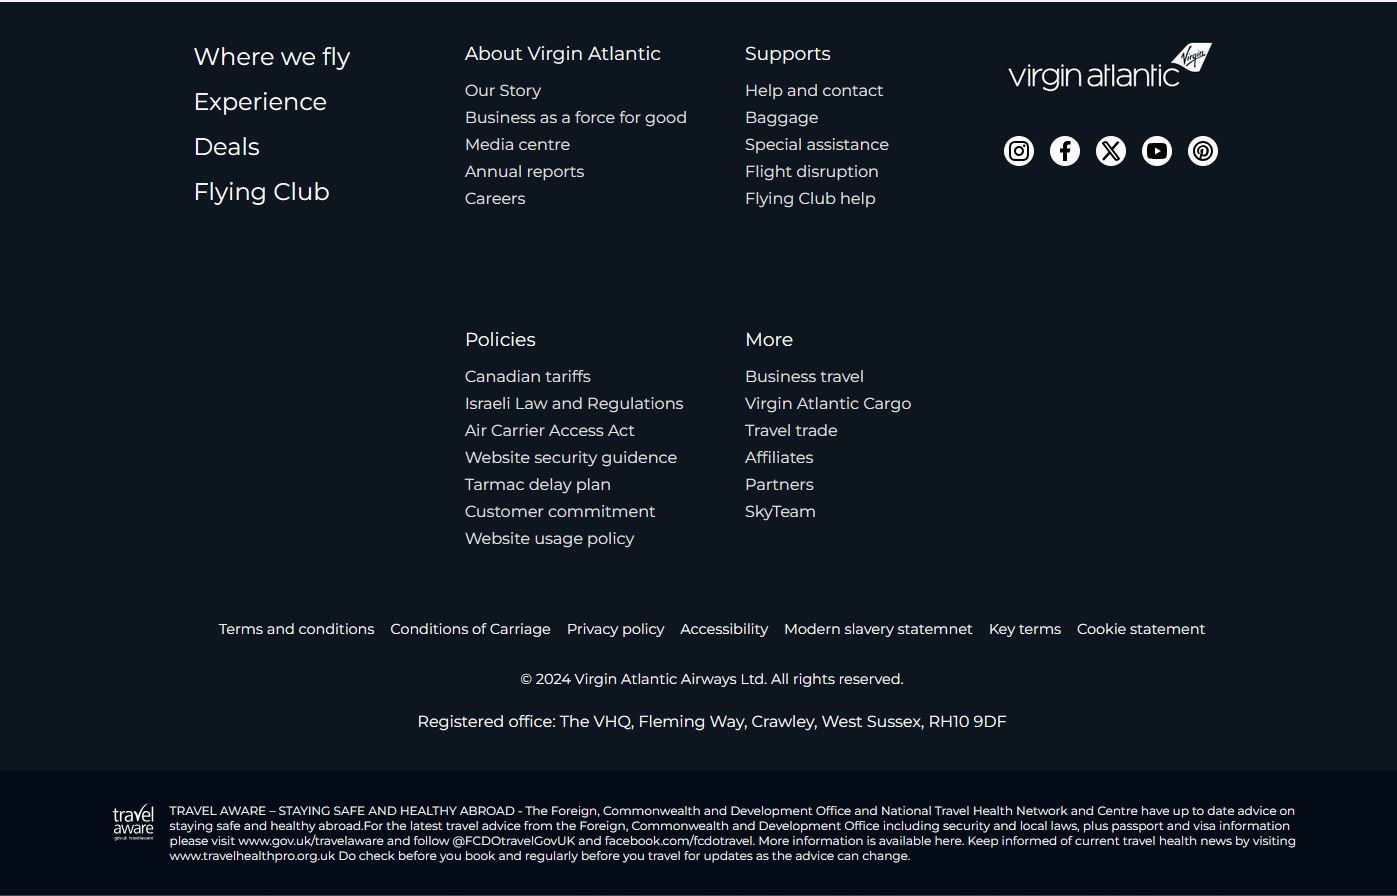 Where we fly
Experience
Deals
Flying Club
About Virgin Atlantic
Our Story
Business as a force for good
Media centre
Annual reports
Careers
Supports
Help and contact
Baggage
Special assistance
Flight disruption
Flying Club help
Virgin
virgin atlantic
Policies
Canadian tariffs
Israeli Law and Regulations
Air Carrier Access Act
Website security guidence
Tarmac delay plan
Customer commitment
Website usage policy
More
Business travel
Virgin Atlantic Cargo
Travel trade
Affiliates
Partners
SkyTeam
Terms and conditions Conditions of Carriage Privacy policy Accessibility Modern slavery statemnet Key terms Cookie statement
© 2024 Virgin Atlantic Airways Ltd. All rights reserved.
Registered office: The VHQ, Fleming Way, Crawley, West Sussex, RH10 9DF
travel
aware
gov.uk travelaware
TRAVEL AWARE – STAYING SAFE AND HEALTHY ABROAD - The Foreign, Commonwealth and Development Office and National Travel Health Network and Centre have up to date advice on
staying safe and healthy abroad.For the latest travel advice from the Foreign, Commonwealth and Development Office including security and local laws, plus passport and visa information
please visit www.gov.uk/travelaware and follow @FCDOtravelGovUK and facebook.com/fcdotravel. More information is available here. Keep informed of current travel health news by visiting
www.travelhealthpro.org.uk Do check before you book and regularly before you travel for updates as the advice can change.